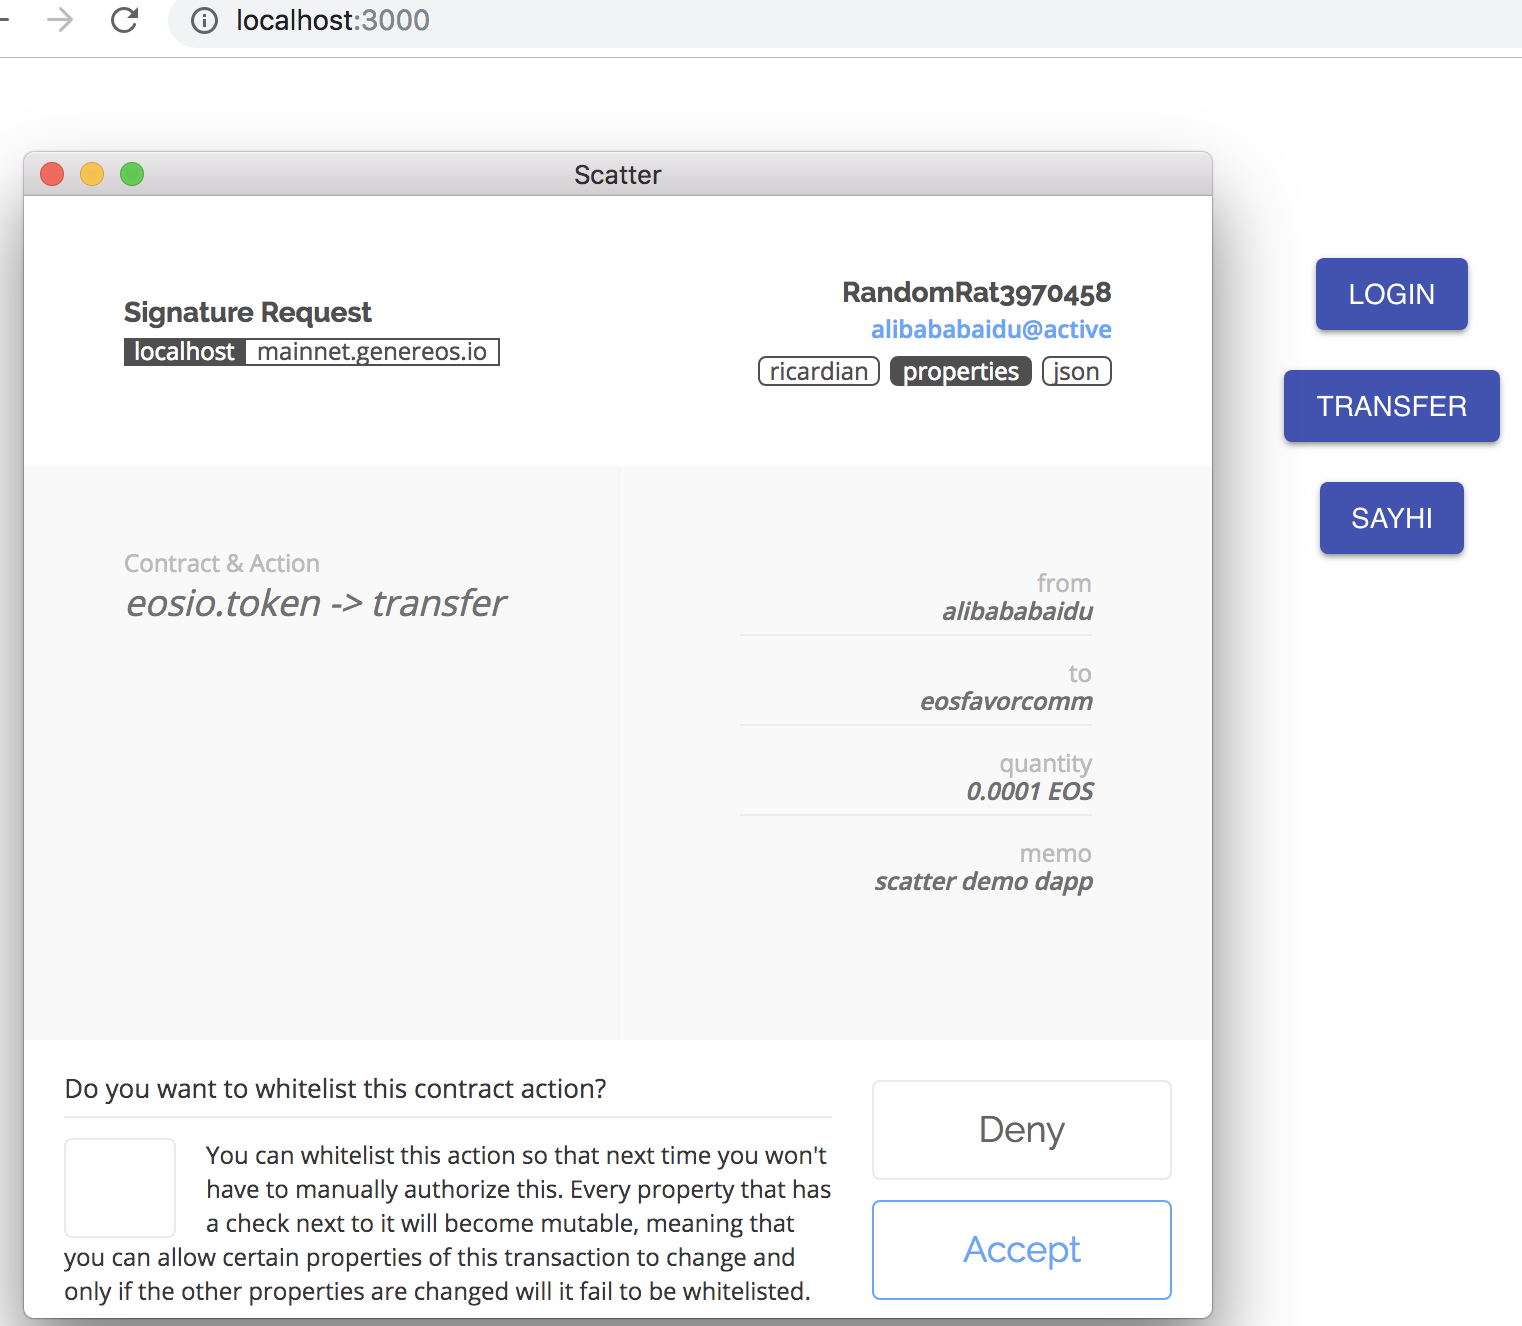 localhost:3000
Scatter
Signature Request
localhost mainnet.genereos.io
RandomRat3970458
alibababaidu@active
ricardian properties json
LOGIN
TRANSFER
SAYHI
Contract & Action
eosio.token -> transfer
from
alibababaidu
to
eosfavorcomm
quantity
0.0001 EOS
memo
scatter demo dapp
Do you want to whitelist this contract action?
You can whitelist this action so that next time you won't
have to manually authorize this. Every property that has
a check next to it will become mutable, meaning that
you can allow certain properties of this transaction to change and
only if the other properties are changed will it fail to be whitelisted.
Deny
Accept